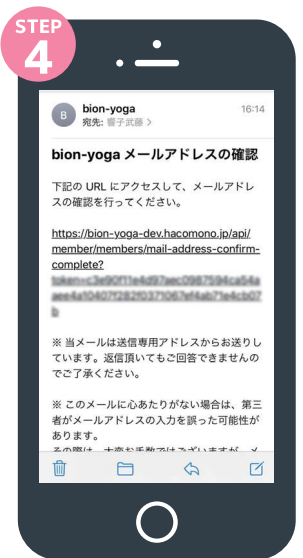 STEP
4
B
bion-yoga
16:14
宛先: 響子武藤 >
bion-yoga メールアドレスの確認
下記の URL にアクセスして、メールアドレ
スの確認を行ってください。
https://bion-yoga-dev.hacomono.jp/api/
member/members/mail-address-confirm-
complete?
※ 当メールは送信専用アドレスからお送りし
ています。返信頂いてもご回答できませんの
でご了承ください。
※ このメールに心あたりがない場合は、第三
者がメールアドレスの入力を誤った可能性が
あります。